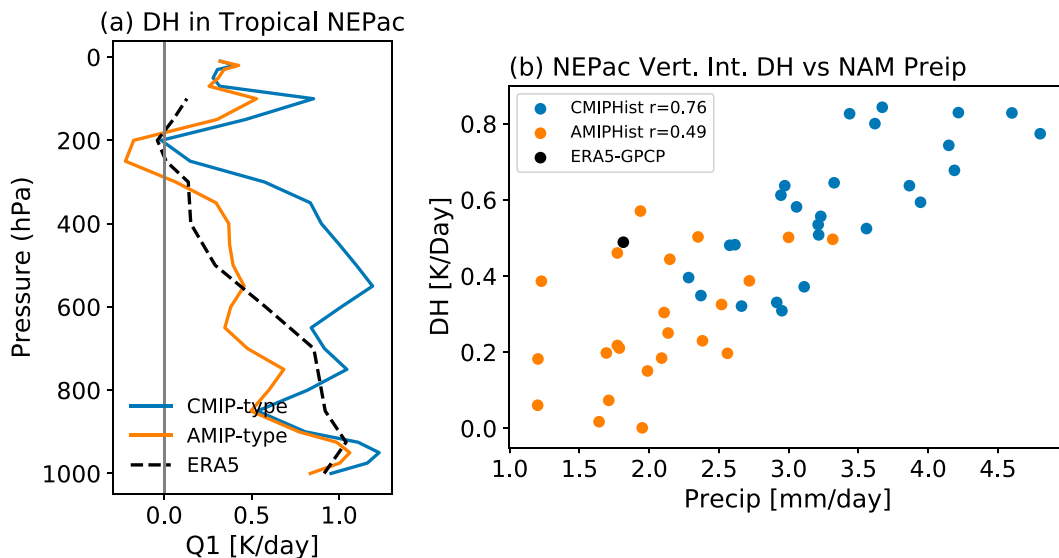 (a) DH in Tropical NEPac
0
200
400
600
800
1000
Pressure (hPa)
CMIP-type
AMIP-type
ERA5
0.0
0.5
1.0
Q1 [K/day]
(b) NEPac Vert. Int. DH vs NAM Preip
CMIPHist r=0.76
AMIPHist r=0.49
ERA5-GPCP
0.8
0.6
0.4
0.2
0.0
DH [K/Day]
1.0
1.5
2.0
2.5
3.0
3.5
4.0
4.5
Precip [mm/day]